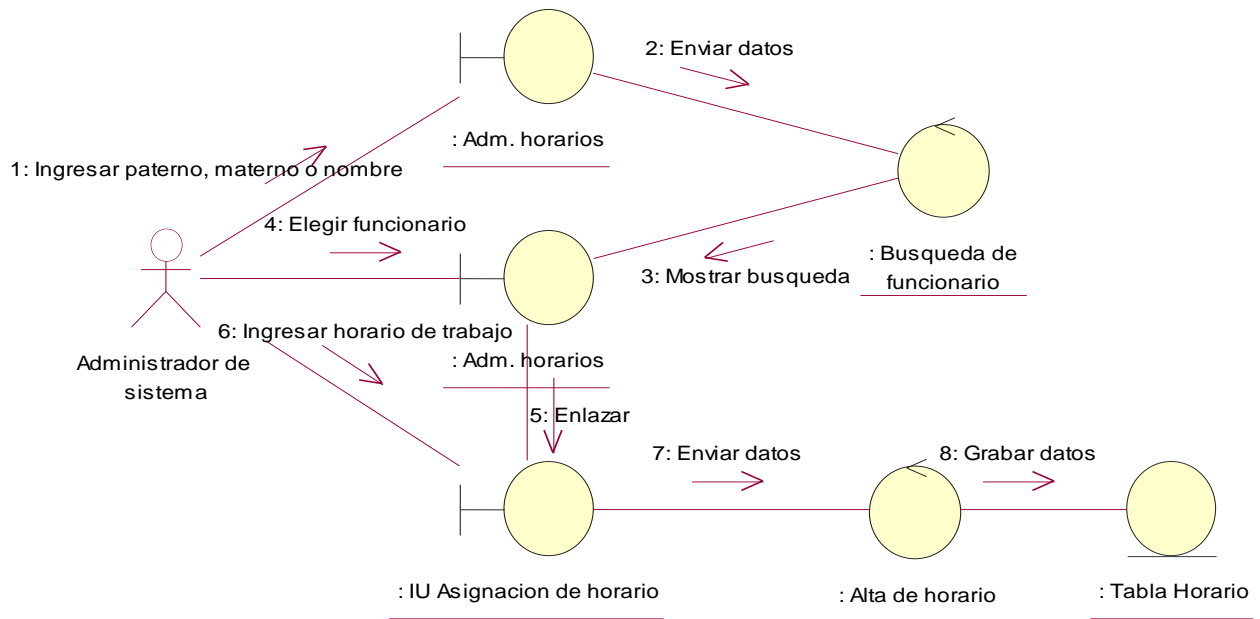 2: Enviar datos
: Adm. horarios
1: Ingresar paterno, materno o nombre
4: Elegir funcionario
: Busqueda de
funcionario
3: Mostrar busqueda
6: Ingresar horario de trabajo
Administrador de
sistema
: Adm. horarios
5: Enlazar
7: Enviar datos
8: Grabar datos
: IU Asignacion de horario
: Alta de horario
: Tabla Horario